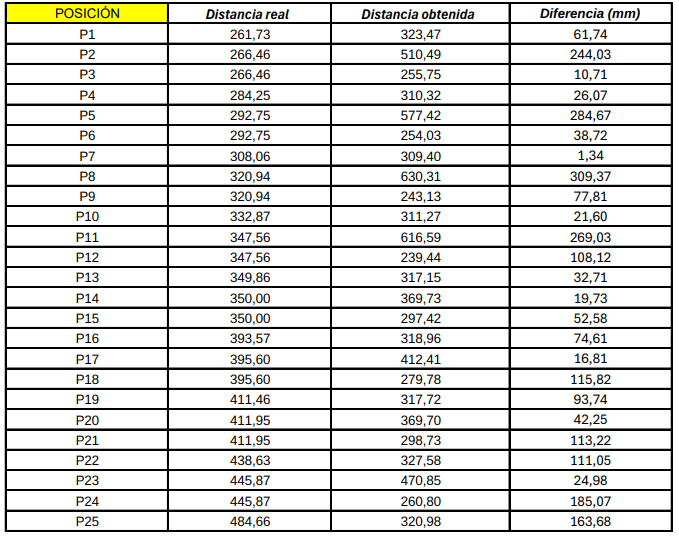 POSICIÓN Distancia real Distancia obtenida Diferencia (mm)
P1 261,73 323,47 61,74
P2 266,46 510,49 244,03
P3 266,46 255,75 10,71
P4 284,25 310,32 26,07
P5 292,75 577,42 284,67
P6 292,75 254,03 38,72
P7 308,06 309,40 1,34
P8 320,94 630,31 309,37
P9 320,94 243,13 77,81
P10 332,87 311,27 21,60
P11 347,56 616,59 269,03
P12 347,56 239,44 108,12
P13 349,86 317,15 32,71
P14 350,00 369,73 19,73
P15 350,00 297,42 52,58
P16 393,57 318,96 74,61
P17 395,60 412,41 16,81
P18 395,60 279,78 115,82
P19 411,46 317,72 93,74
P20 411,95 369,70 42,25
P21 411,95 298,73 113,22
P22 438,63 327,58 111,05
P23 445,87 470,85 24,98
P24 445,87 260,80 185,07
P25 484,66 320,98 163,68